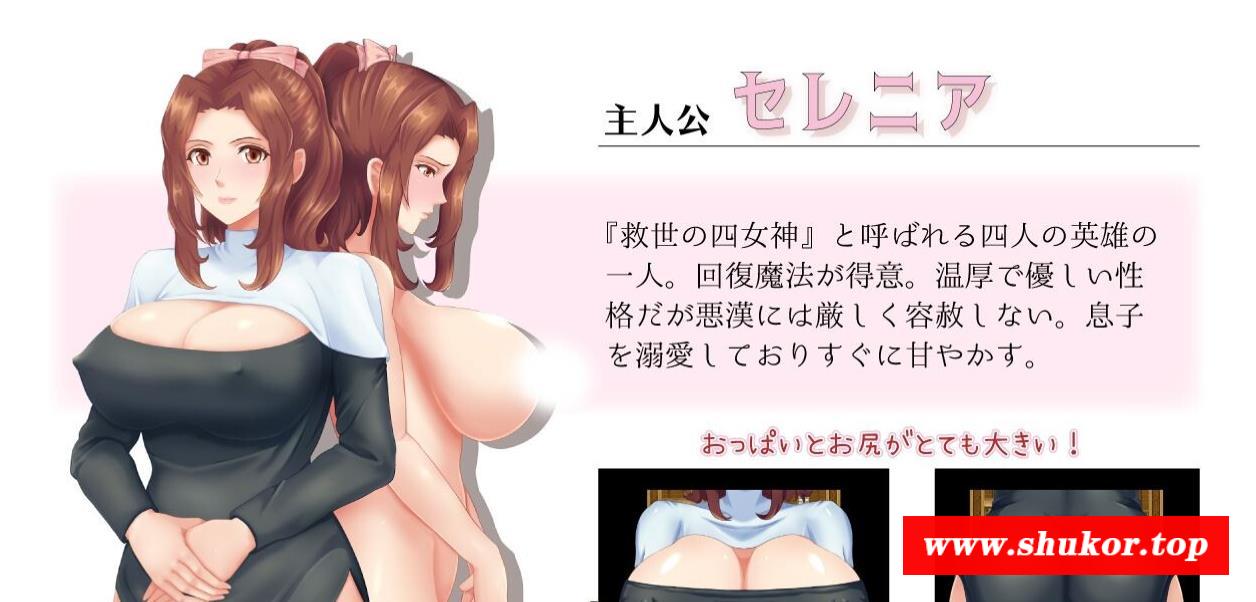 主人公 セレニア
『救世の四女神』と呼ばれる四人の英雄の
一人。回復魔法が得意。温厚で優しい性
格だが悪漢には厳しく容赦しない。息子
を溺愛しておりすぐに甘やかす。
おっぱいとお尻がとても大きい！
www.shukor.top